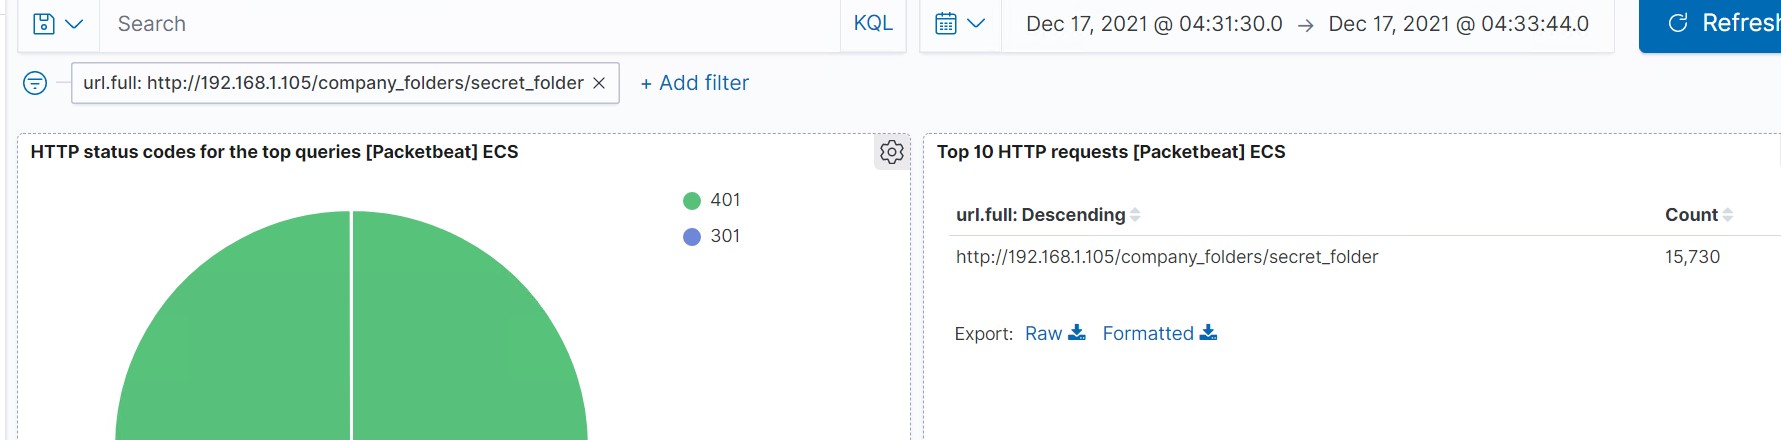 Search KQL Dec 17, 2021 @ 04:31:30.0 → Dec 17, 2021 @ 04:33:44.0 Refresh
url.full: http://192.168.1.105/company_folders/secret_folder × + Add filter
HTTP status codes for the top queries [Packetbeat] ECS
401
301
Top 10 HTTP requests [Packetbeat] ECS
url.full: Descending Count
http://192.168.1.105/company_folders/secret_folder 15,730
Export: Raw Formatted